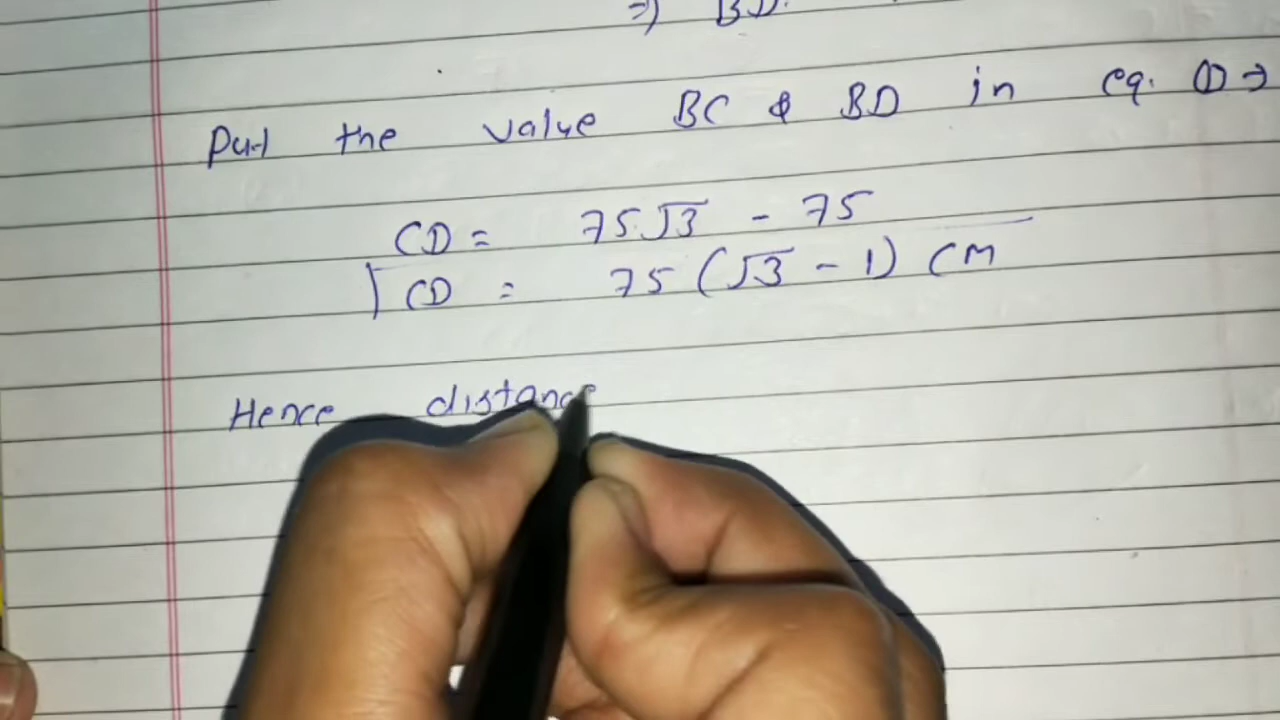 =) BD
Put the value BC & BD in eq. ① →
CD = 75√3 - 75
CD = 75 (√3 - 1) CM
Hence distance